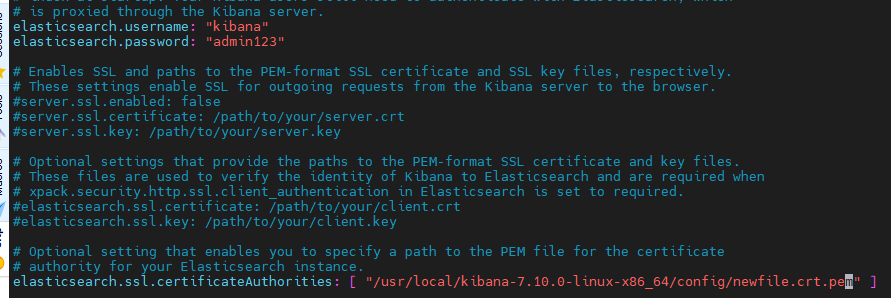 # is proxied through the Kibana server.
elasticsearch.username: "kibana"
elasticsearch.password: "admin123"
# Enables SSL and paths to the PEM-format SSL certificate and SSL key files, respectively.
# These settings enable SSL for outgoing requests from the Kibana server to the browser.
#server.ssl.enabled: false
#server.ssl.certificate: /path/to/your/server.crt
#server.ssl.key: /path/to/your/server.key
# Optional settings that provide the paths to the PEM-format SSL certificate and key files.
# These files are used to verify the identity of Kibana to Elasticsearch and are required when
# xpack.security.http.ssl.client_authentication in Elasticsearch is set to required.
#elasticsearch.ssl.certificate: /path/to/your/client.crt
#elasticsearch.ssl.key: /path/to/your/client.key
# Optional setting that enables you to specify a path to the PEM file for the certificate
# authority for your Elasticsearch instance.
elasticsearch.ssl.certificateAuthorities: [ "/usr/local/kibana-7.10.0-linux-x86_64/config/newfile.crt.pem" ]